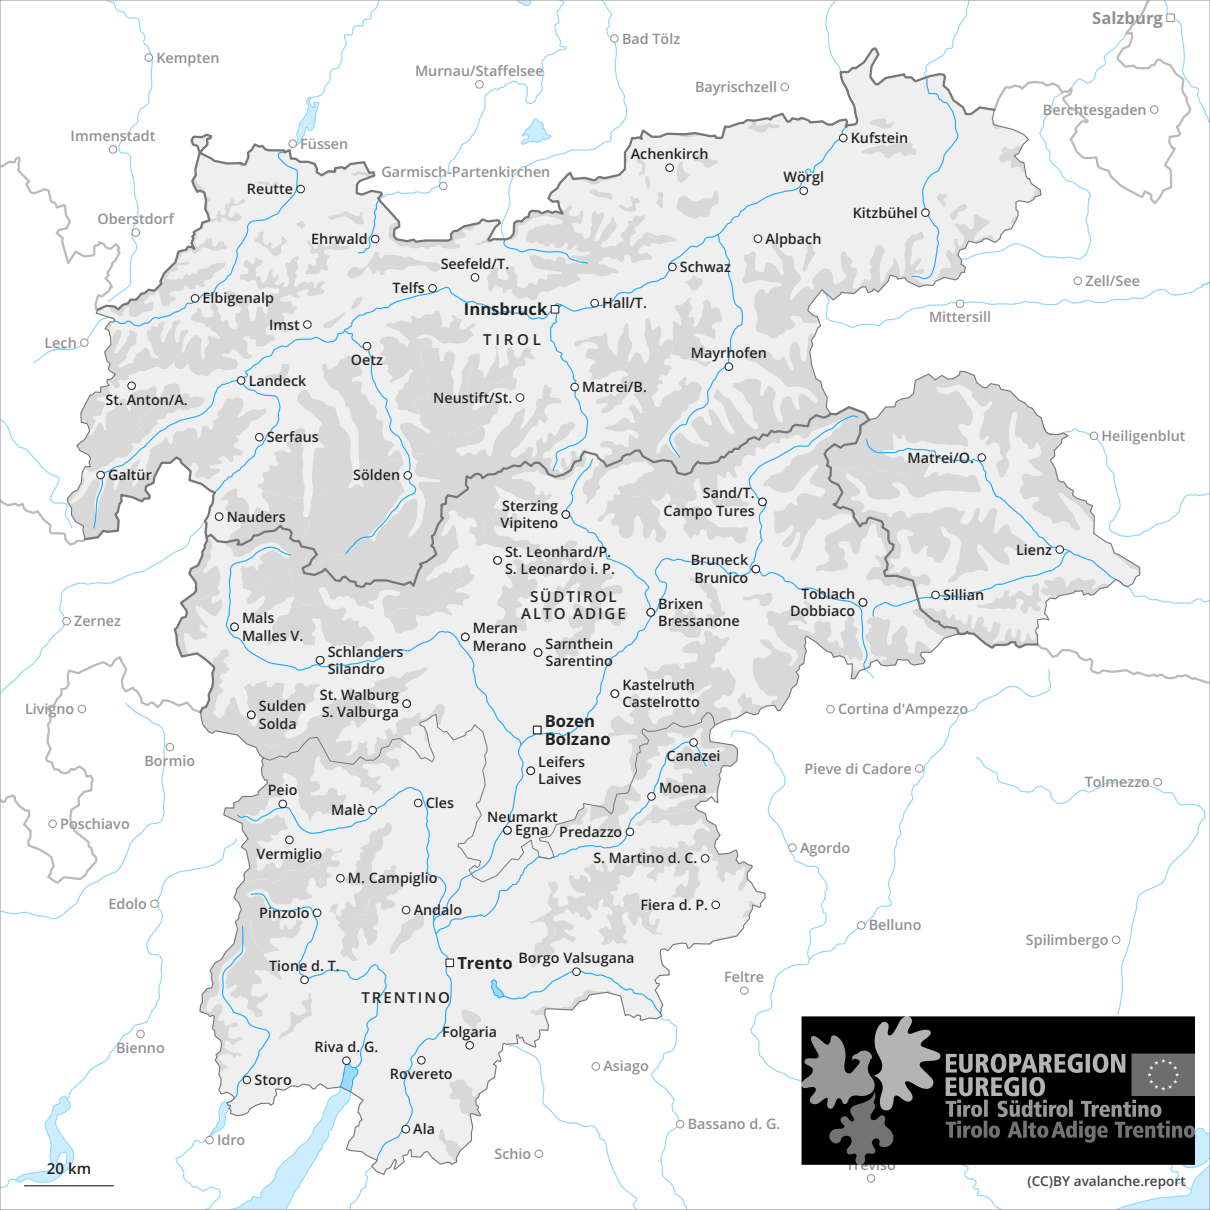 Salzburg
Bad Tölz
Kempten
Murnau/Staffelsee
Bayrischzell
Berchtesgaden
Immenstadt
Füssen
Kufstein
Achenkirch
Garmisch-Partenkirchen
Wörgl
Reutte
Oberstdorf
Kitzbühel
Ehrwald
Alpbach
Seefeld/T.
Schwaz
Zell/See
Telfs
Elbigenalp
Hall/T.
Innsbruck
Mittersill
Imst
TIROL
Lech
Mayrhofen
Oetz
Landeck
Matrei/B.
St. Anton/A.
Neustift/St.
Serfaus
Heiligenblut
Matrei/O.
Galtür
Sölden
Sand/T.
Campo Tures
Sterzing
Vipiteno
Nauders
St. Leonhard/P.
S. Leonardo i. P.
Lienz
Bruneck
Brunico
SÜDTIROL
ALTO ADIGE
Toblach
Dobbiaco
Sillian
Brixen
Bressanone
Zernez
Mals
Malles V.
Meran
Merano
Sarnthein
Sarentino
Schlanders
Silandro
Kastelruth
Castelrotto
St. Walburg
S. Valburga
Sulden
Solda
Livigno
Cortina d'Ampezzo
Bozen
Bolzano
Bormio
Canazei
Leifers
Laives
Pieve di Cadore
Tolmezzo
Peio
Moena
Malè
Cles
Neumarkt
Egna
Predazzo
Poschiavo
Vermiglio
Agordo
S. Martino d. C.
M. Campiglio
Edolo
Pinzolo
Andalo
Fiera d. P.
Belluno
Spilimbergo
Tione d. T.
Trento
Borgo Valsugana
Feltre
TRENTINO
Folgaria
Bienno
Riva d. G.
Rovereto
Storo
Asiago
EUROPAREGION
EUREGIO
Tirol Südtirol Trentino
Tirolo Alto Adige Trentino
Ala
Idro
Bassano d. G.
Schio
Treviso
20 km
(CC)BY avalanche.report